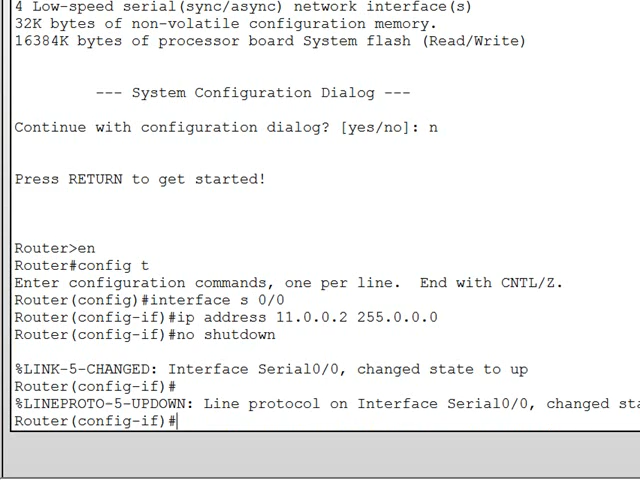 4 Low-speed serial(sync/async) network interface(s)
32K bytes of non-volatile configuration memory.
16384K bytes of processor board System flash (Read/Write)
--- System Configuration Dialog ---
Continue with configuration dialog? [yes/no]: n
Press RETURN to get started!
Router>en
Router#config t
Enter configuration commands, one per line.  End with CNTL/Z.
Router(config)#interface s 0/0
Router(config-if)#ip address 11.0.0.2 255.0.0.0
Router(config-if)#no shutdown
%LINK-5-CHANGED: Interface Serial0/0, changed state to up
Router(config-if)#
%LINEPROTO-5-UPDOWN: Line protocol on Interface Serial0/0, changed sta
Router(config-if)#